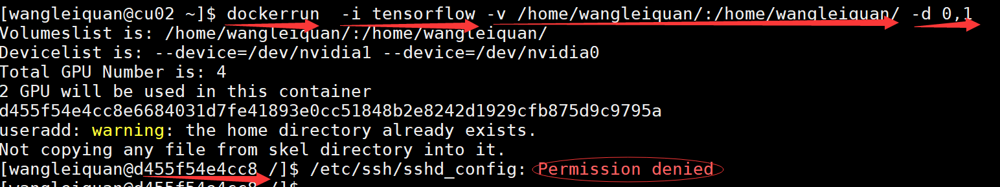 [wangleiquan@cu02 ~]$ dockerrun  -i tensorflow -v /home/wangleiquan/:/home/wangleiquan/ -d 0,1
Volumeslist is: /home/wangleiquan/:/home/wangleiquan/
Devicelist is: --device=/dev/nvidia1 --device=/dev/nvidia0
Total GPU Number is: 4
2 GPU will be used in this container
d455f54e4cc8e6684031d7fe41893e0cc51848b2e8242d1929cfb875d9c9795a
useradd: warning: the home directory already exists.
Not copying any file from skel directory into it.
[wangleiquan@d455f54e4cc8 /]$ /etc/ssh/sshd_config: Permission denied
[wangleiquan@d455f54e4cc8 /]$